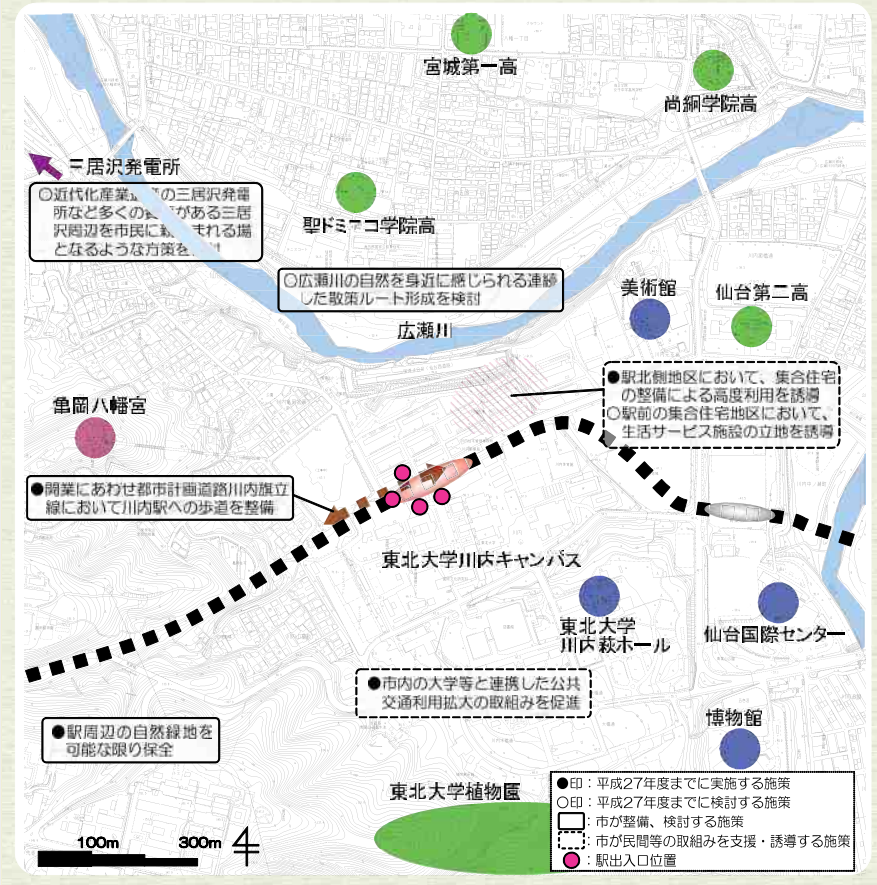 宮城第一高
尚絅学院高
三居沢発電所
○近代化産業遺の三居沢発電
所など多くの がある三居
沢周辺を市民に まれる場
となるような方策を
聖ドミニコ学院高
○広瀬川の自然を身近に感じられる連続
した散策ルート形成を検討
広瀬川
美術館
仙台第二高
●駅北側地区において、集合住宅
の整備による高度利用を誘導
○駅前の集合住宅地区において、
生活サービス施設の立地を誘導
亀岡八幡宮
●開業にあわせ都市計画道路川内旗立
線において川内駅への歩道を整備
東北大学川内キャンパス
東北大学
川内萩ホール
仙台国際センター
●市内の大学等と連携した公共
交通利用拡大の取組みを促進
●駅周辺の自然緑地を
可能な限り保全
博物館
東北大学植物園
●印：平成27年度までに実施する施策
○印：平成27年度までに検討する施策
：市が整備、検討する施策
：市が民間等の取組みを支援・誘導する施策
：駅出入口位置
100m 300m